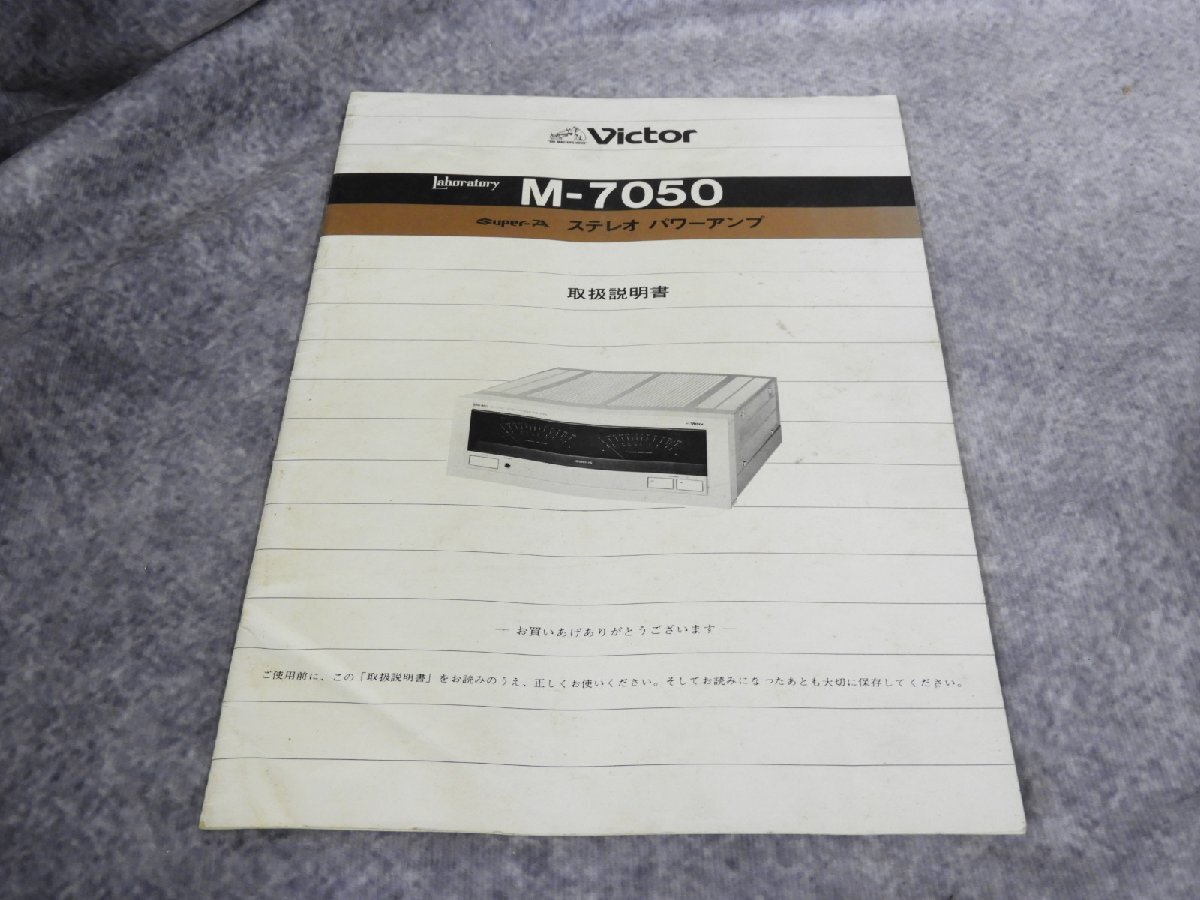 Victor
Laboratory M-7050
Super-A ステレオ パワーアンプ
取扱説明書
お買いあげありがとうございます
ご使用前に、この「取扱説明書」をお読みのうえ、正しくお使いください。そしてお読みになったあとも大切に保存してください。